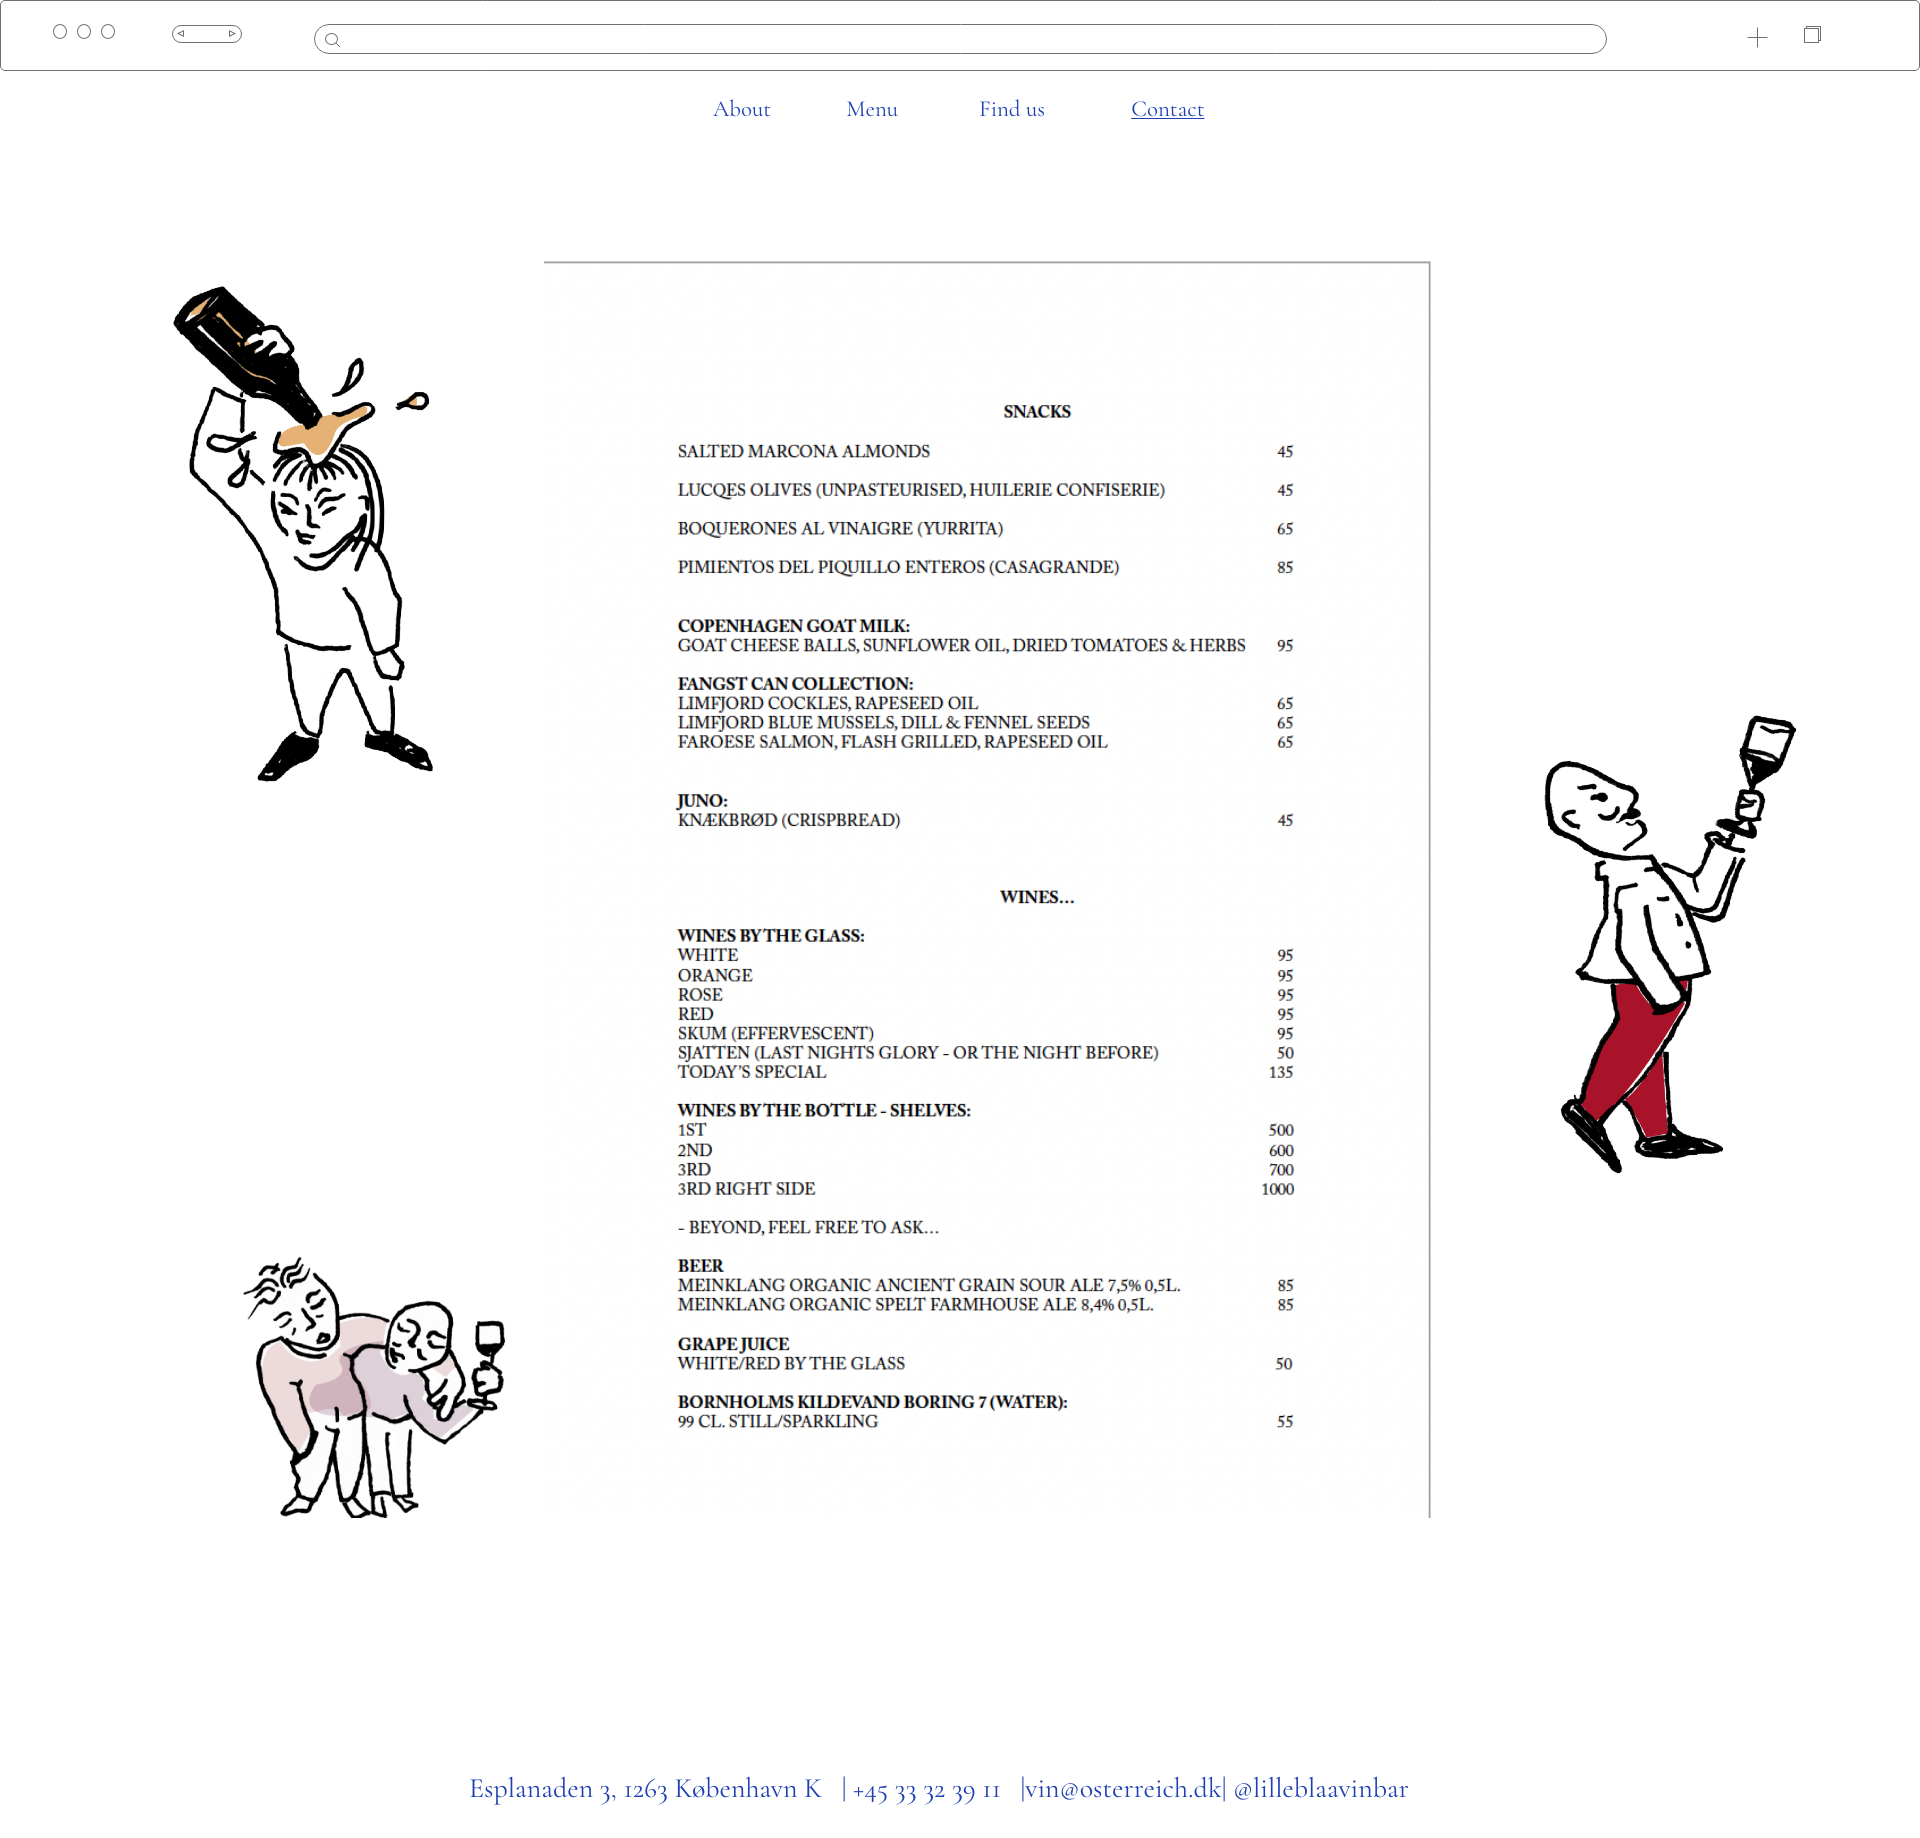 About Menu Find us Contact
SNACKS
SALTED MARCONA ALMONDS 45
LUCQES OLIVES (UNPASTEURISED, HUILERIE CONFISERIE) 45
BOQUERONES AL VINAIGRE (YURRITA) 65
PIMIENTOS DEL PIQUILLO ENTEROS (CASAGRANDE) 85
COPENHAGEN GOAT MILK:
GOAT CHEESE BALLS, SUNFLOWER OIL, DRIED TOMATOES & HERBS 95
FANGST CAN COLLECTION:
LIMFJORD COCKLES, RAPESEED OIL 65
LIMFJORD BLUE MUSSELS, DILL & FENNEL SEEDS 65
FAROESE SALMON, FLASH GRILLED, RAPESEED OIL 65
JUNO:
KNÆKBRØD (CRISPBREAD) 45
WINES...
WINES BY THE GLASS:
WHITE 95
ORANGE 95
ROSE 95
RED 95
SKUM (EFFERVESCENT) 95
SJATTEN (LAST NIGHTS GLORY - OR THE NIGHT BEFORE) 50
TODAY'S SPECIAL 135
WINES BY THE BOTTLE - SHELVES:
1ST 500
2ND 600
3RD 700
3RD RIGHT SIDE 1000
- BEYOND, FEEL FREE TO ASK...
BEER
MEINKLANG ORGANIC ANCIENT GRAIN SOUR ALE 7,5% 0,5L. 85
MEINKLANG ORGANIC SPELT FARMHOUSE ALE 8,4% 0,5L. 85
GRAPE JUICE
WHITE/RED BY THE GLASS 50
BORNHOLMS KILDEVAND BORING 7 (WATER):
99 CL. STILL/SPARKLING 55
Esplanaden 3, 1263 København K | +45 33 32 39 11 |vin@osterreich.dk| @lilleblaavinbar